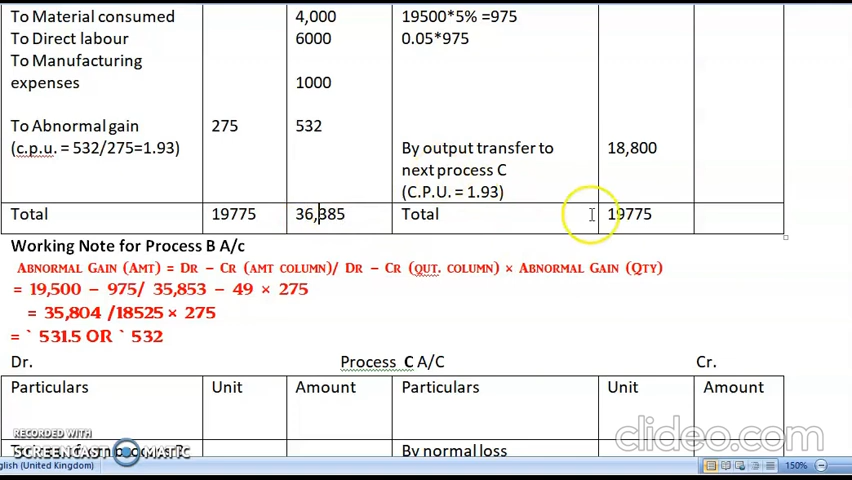 To Material consumed 4,000 19500*5% =975
To Direct labour 6000 0.05*975
To Manufacturing
expenses 1000
To Abnormal gain 275 532
(c.p.u. = 532/275=1.93) By output transfer to 18,800
next process C
(C.P.U. = 1.93)
Total 19775 36,385 Total 19775
Working Note for Process B A/c
Abnormal Gain (Amt) = Dr – Cr (amt column)/ Dr – Cr (qut. column) × Abnormal Gain (Qty)
= 19,500 – 975/ 35,853 – 49 × 275
= 35,804 /18525 × 275
= ` 531.5 OR ` 532
Dr. Process C A/C Cr.
Particulars Unit Amount Particulars Unit Amount
RECORDED WITH
SCREENCAST MATIC
clideo.com
By normal loss
English (United Kingdom) 150%